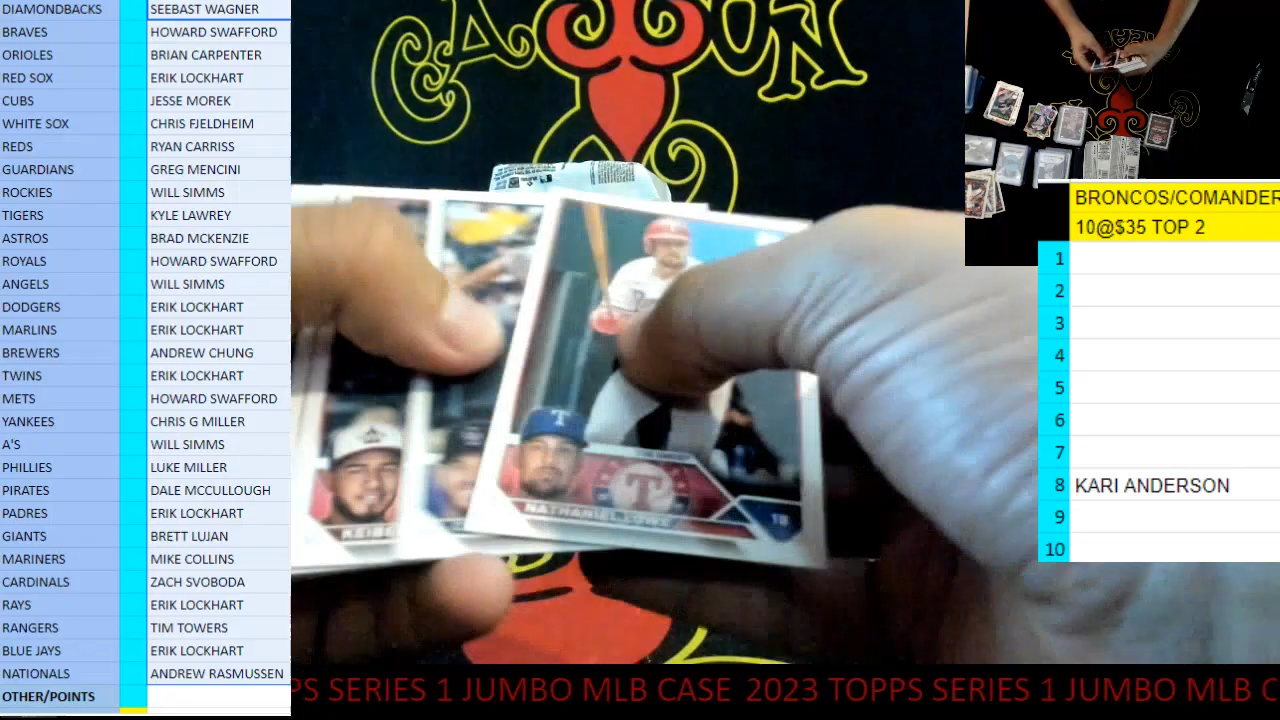 DIAMONDBACKS SEEBAST WAGNER
BRAVES HOWARD SWAFFORD
ORIOLES BRIAN CARPENTER
RED SOX ERIK LOCKHART
CUBS JESSE MOREK
WHITE SOX CHRIS FJELDHEIM
REDS RYAN CARRISS
GUARDIANS GREG MENCINI
ROCKIES WILL SIMMS
TIGERS KYLE LAWREY
ASTROS BRAD MCKENZIE
ROYALS HOWARD SWAFFORD
ANGELS WILL SIMMS
DODGERS ERIK LOCKHART
MARLINS ERIK LOCKHART
BREWERS ANDREW CHUNG
TWINS ERIK LOCKHART
METS HOWARD SWAFFORD
YANKEES CHRIS G MILLER
A'S WILL SIMMS
PHILLIES LUKE MILLER
PIRATES DALE MCCULLOUGH
PADRES ERIK LOCKHART
GIANTS BRETT LUJAN
MARINERS MIKE COLLINS
CARDINALS ZACH SVOBODA
RAYS ERIK LOCKHART
RANGERS TIM TOWERS
BLUE JAYS ERIK LOCKHART
NATIONALS ANDREW RASMUSSEN
OTHER/POINTS
T
T
KEIBE
NATHANIEL LOWE
1B
BRONCOS/COMANDER
10@$35 TOP 2
1
2
3
4
5
6
7
8 KARI ANDERSON
9
10
PS SERIES 1 JUMBO MLB CASE 2023 TOPPS SERIES 1 JUMBO MLB C